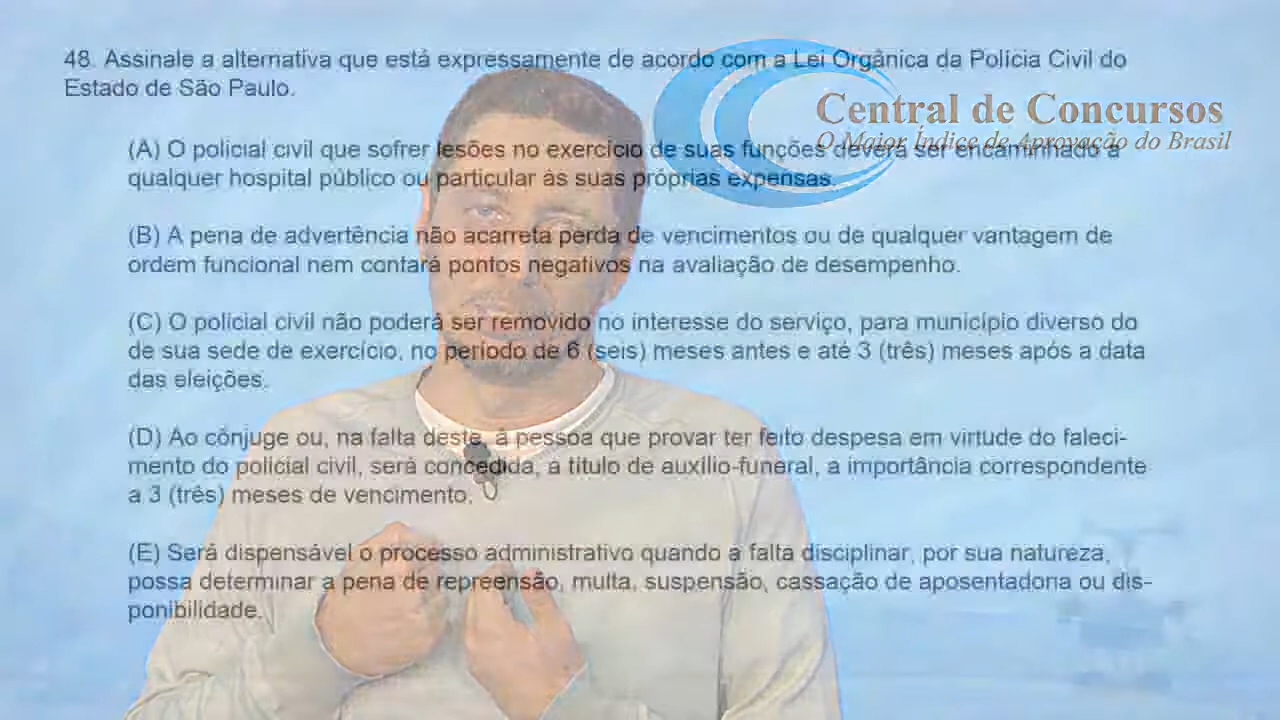 48. Assinale a alternativa que está expressamente de acordo com a Lei Orgânica da Polícia Civil do
Estado de São Paulo.
Central de Concursos
O Maior Índice de Aprovação do Brasil
(A) O policial civil que sofrer lesões no exercício de suas funções deverá ser encaminhado a
qualquer hospital público ou particular às suas próprias expensas.
(B) A pena de advertência não acarreta perda de vencimentos ou de qualquer vantagem de
ordem funcional nem contará pontos negativos na avaliação de desempenho.
(C) O policial civil não poderá ser removido no interesse do serviço, para município diverso do
de sua sede de exercício, no período de 6 (seis) meses antes e até 3 (três) meses após a data
das eleições.
(D) Ao cônjuge ou, na falta deste, à pessoa que provar ter feito despesa em virtude do faleci-
mento do policial civil, será concedida, a título de auxílio-funeral, a importância correspondente
a 3 (três) meses de vencimento.
(E) Será dispensável o processo administrativo quando a falta disciplinar, por sua natureza,
possa determinar a pena de repreensão, multa, suspensão, cassação de aposentadoria ou dis-
ponibilidade.